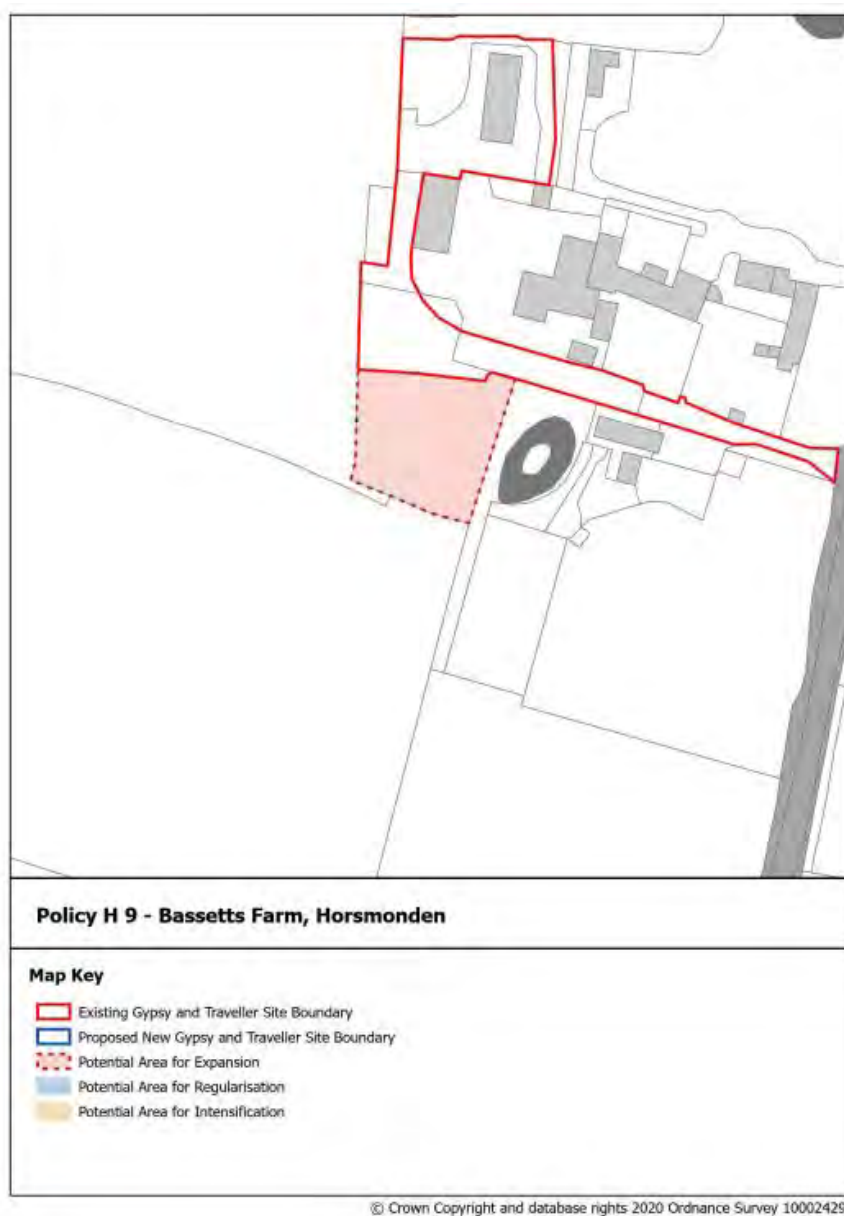 Policy H 9 - Bassetts Farm, Horsmonden
Map Key
Existing Gypsy and Traveller Site Boundary
Proposed New Gypsy and Traveller Site Boundary
Potential Area for Expansion
Potential Area for Regularisation
Potential Area for Intensification
© Crown Copyright and database rights 2020 Ordnance Survey 10002429